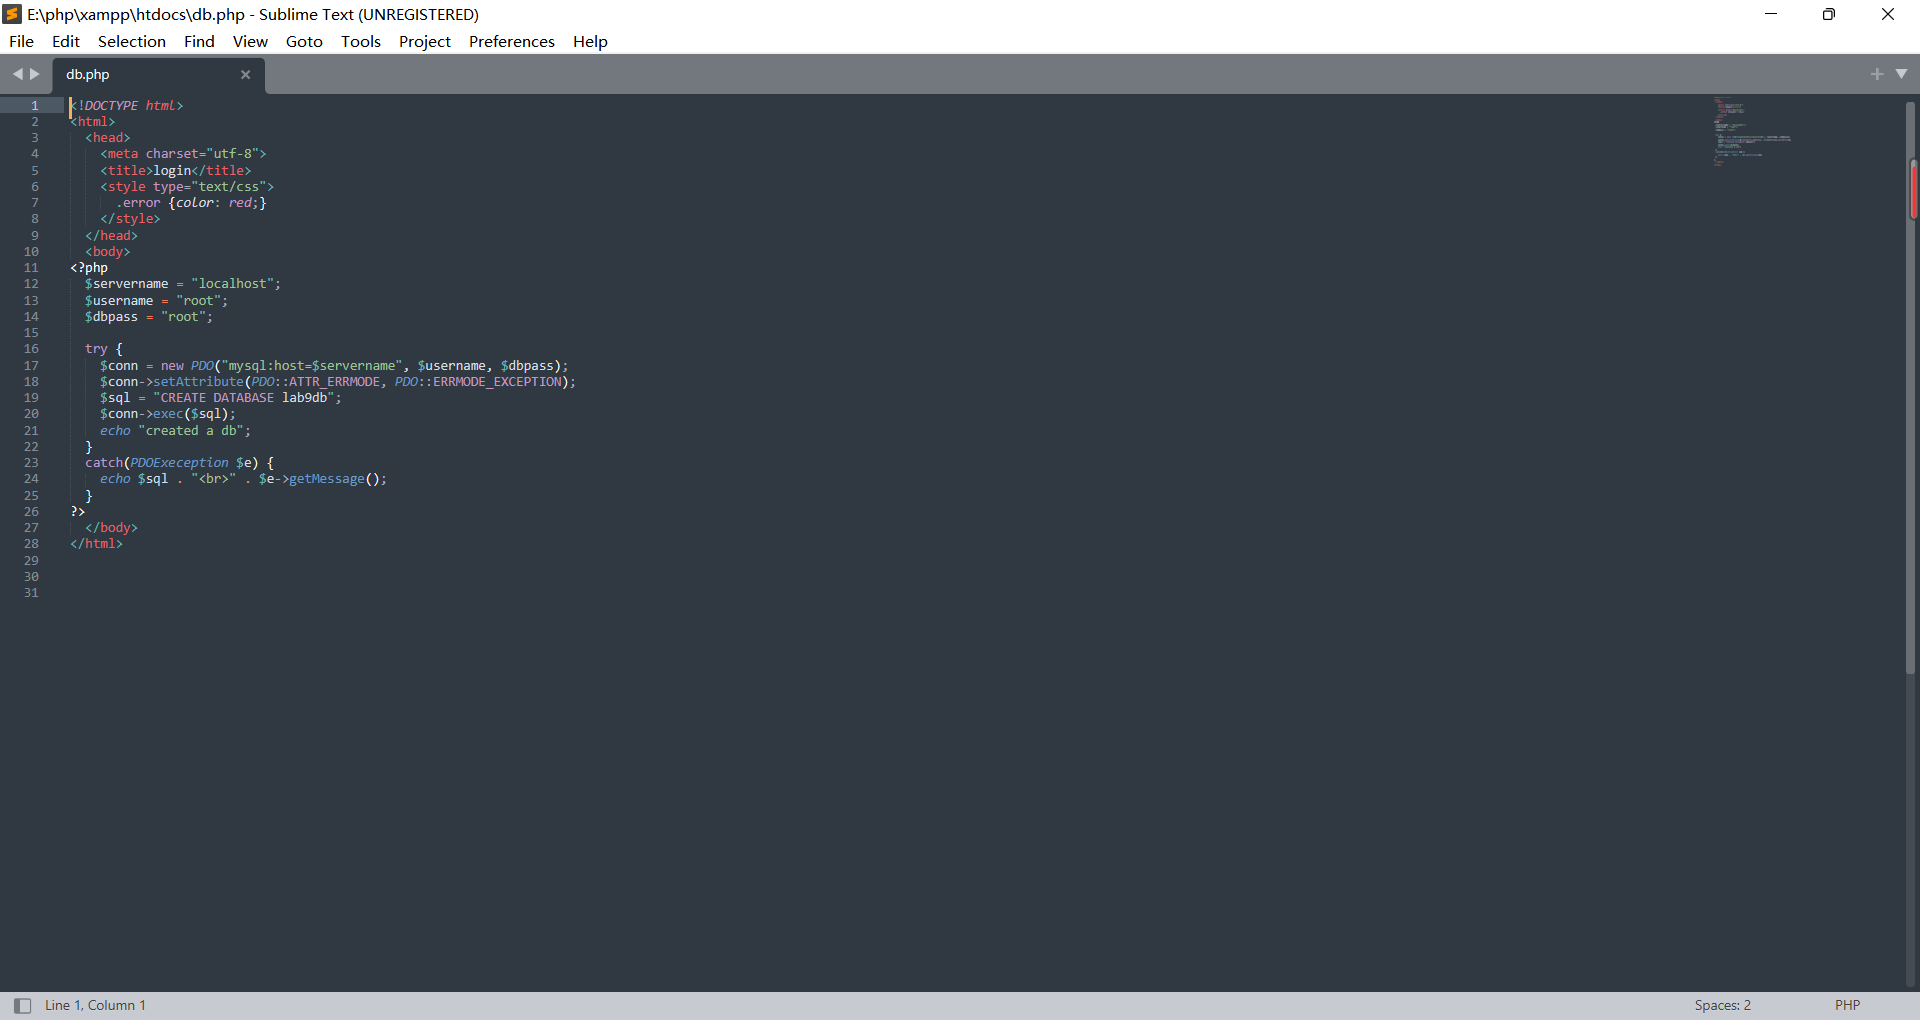 E:\php\xampp\htdocs\db.php - Sublime Text (UNREGISTERED)
File Edit Selection Find View Goto Tools Project Preferences Help
db.php
1 <!DOCTYPE html>
2 <html>
3   <head>
4     <meta charset="utf-8">
5     <title>login</title>
6     <style type="text/css">
7       .error {color: red;}
8     </style>
9   </head>
10   <body>
11 <?php
12   $servername = "localhost";
13   $username = "root";
14   $dbpass = "root";
15
16   try {
17     $conn = new PDO("mysql:host=$servername", $username, $dbpass);
18     $conn->setAttribute(PDO::ATTR_ERRMODE, PDO::ERRMODE_EXCEPTION);
19     $sql = "CREATE DATABASE lab9db";
20     $conn->exec($sql);
21     echo "created a db";
22   }
23   catch(PDOExeception $e) {
24     echo $sql . "<br>" . $e->getMessage();
25   }
26 ?>
27   </body>
28 </html>
29
30
31
Line 1, Column 1 Spaces: 2 PHP